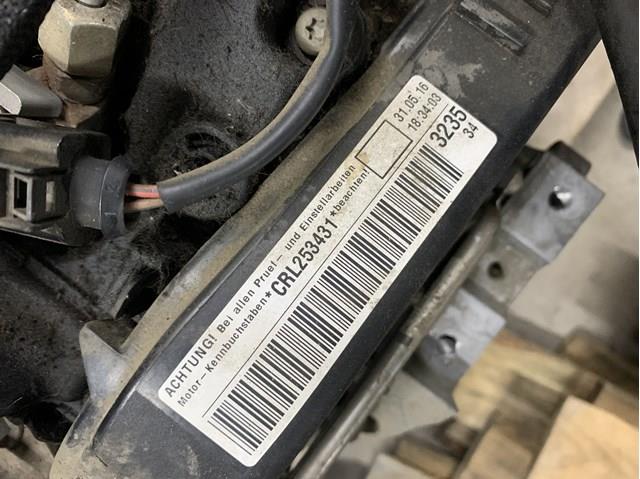 ACHTUNG! Bei allen Pruef- und Einstellarbeiten
Motor-Kennbuchstaben*CRL253431*beachten!
31.05.16
18:34:03
3235
34